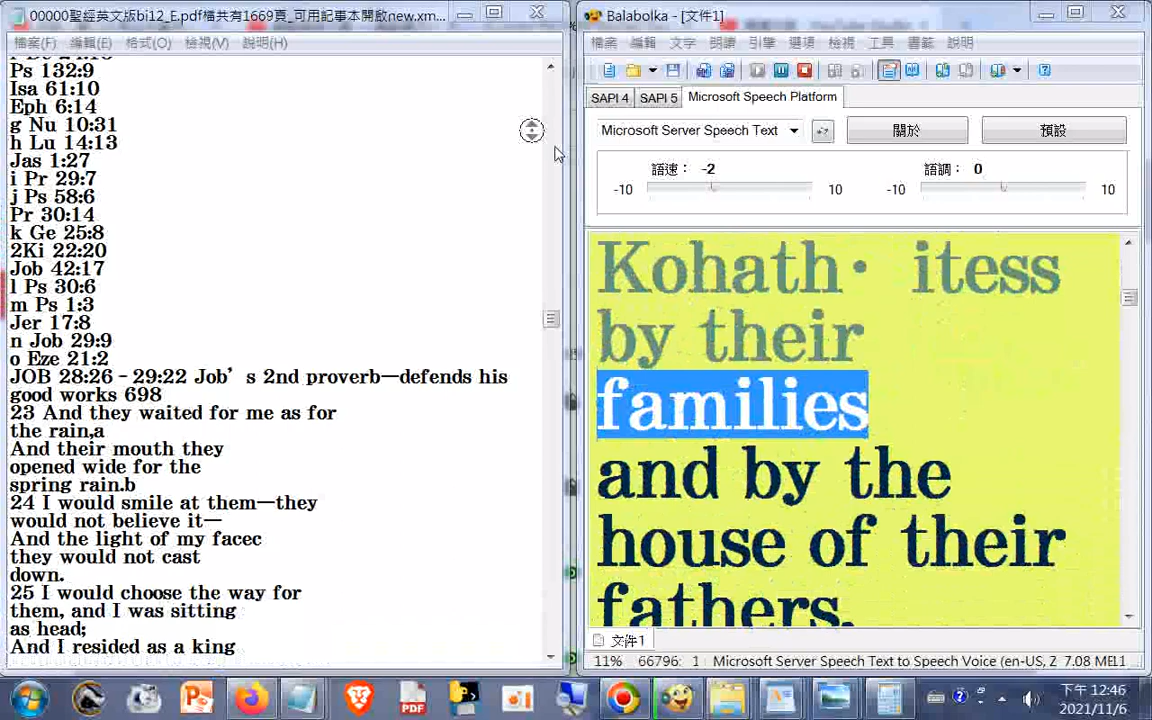 00000聖經英文版bi12_E.pdf檔共有1669頁_可用記事本開啟new.xm...
檔案(F) 編輯(E) 格式(O) 檢視(V) 說明(H)
Ps 132:9
Isa 61:10
Eph 6:14
g Nu 10:31
h Lu 14:13
Jas 1:27
i Pr 29:7
j Ps 58:6
Pr 30:14
k Ge 25:8
2Ki 22:20
Job 42:17
l Ps 30:6
m Ps 1:3
Jer 17:8
n Job 29:9
o Eze 21:2
JOB 28:26–29:22 Job’s 2nd proverb—defends his
good works 698
23 And they waited for me as for
the rain,a
And their mouth they
opened wide for the
spring rain.b
24 I would smile at them—they
would not believe it—
And the light of my facec
they would not cast
down.
25 I would choose the way for
them, and I was sitting
as head;
And I resided as a king
Balabolka - [文件1]
檔案 編輯 文字 朗讀 引擎 選項 檢視 工具 書籤 說明
SAPI 4 SAPI 5 Microsoft Speech Platform
Microsoft Server Speech Text 關於 預設
語速： -2 語調： 0
-10 10 -10 10
Kohath· itess
by their
families
and by the
house of their
fathers.
文件1
11% 66796: 1 Microsoft Server Speech Text to Speech Voice (en-US, 2 7.08 ME11
PDF
下午 12:46
2021/11/6